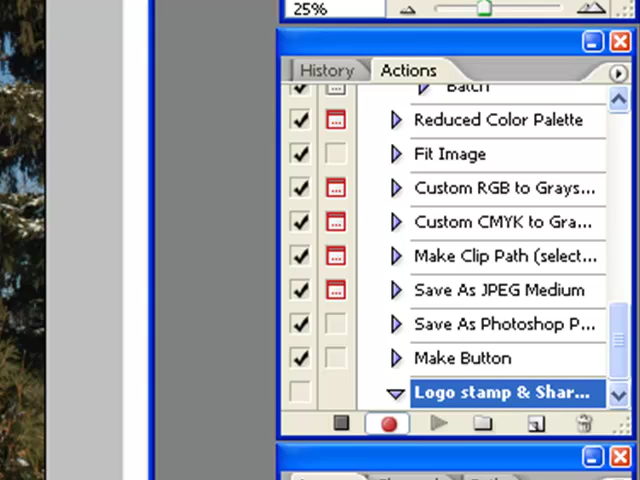 25%
History Actions
Batch
Reduced Color Palette
Fit Image
Custom RGB to Grays...
Custom CMYK to Gra...
Make Clip Path (select...
Save As JPEG Medium
Save As Photoshop P...
Make Button
Logo stamp & Shar...